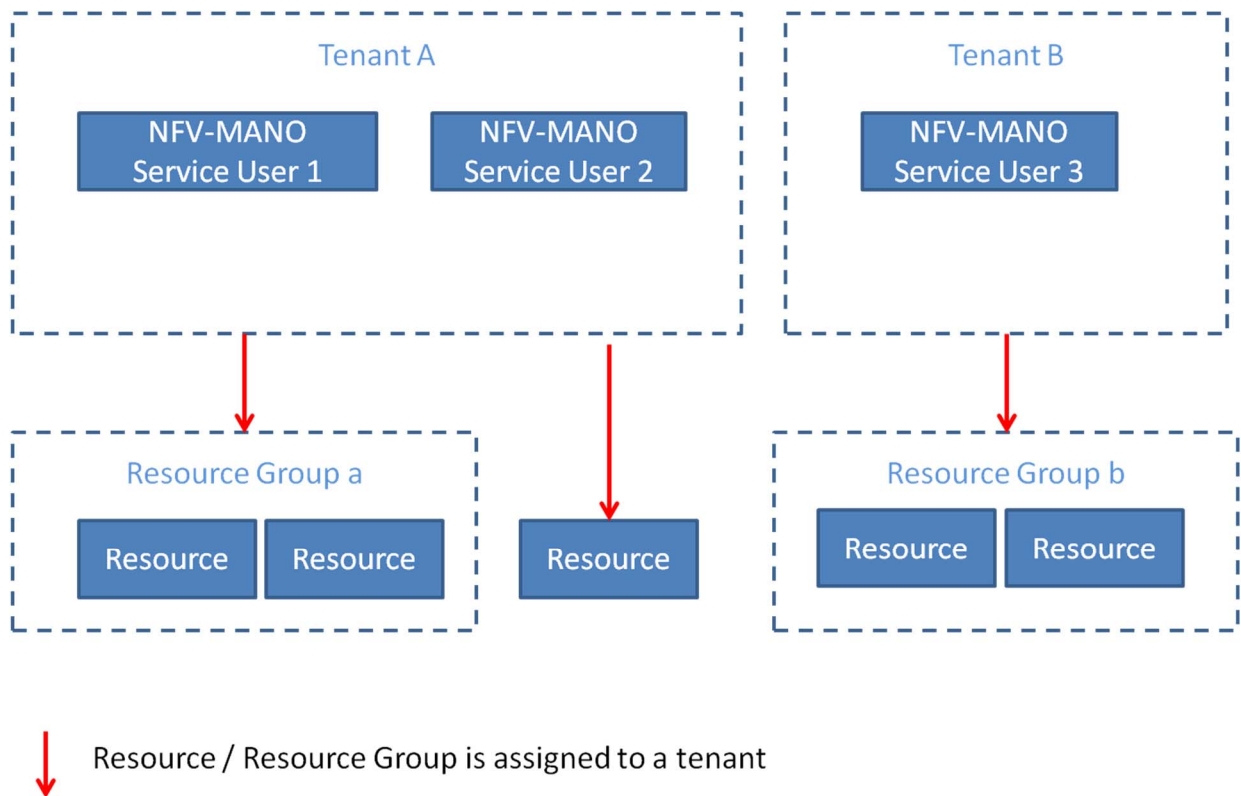 Tenant A
Tenant B
NFV-MANO
Service User 1
NFV-MANO
Service User 2
NFV-MANO
Service User 3
Resource Group a
Resource Group b
Resource
Resource
Resource
Resource
Resource
Resource / Resource Group is assigned to a tenant